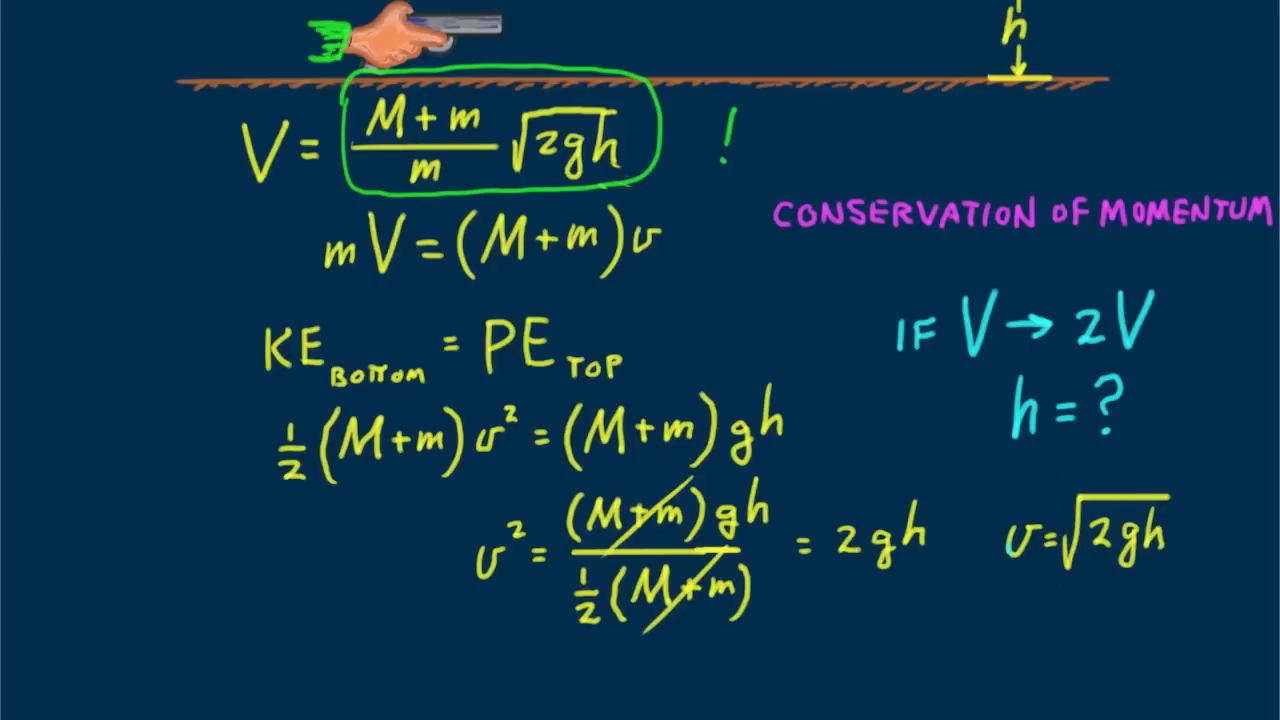 h
V = M + m / m √2gh !
CONSERVATION OF MOMENTUM
mV = (M+m)v
IF V → 2V
KE BOTTOM = PE TOP
h = ?
½(M+m)v² = (M+m)gh
v² = (M+m)gh / ½(M+m) = 2gh
v = √2gh